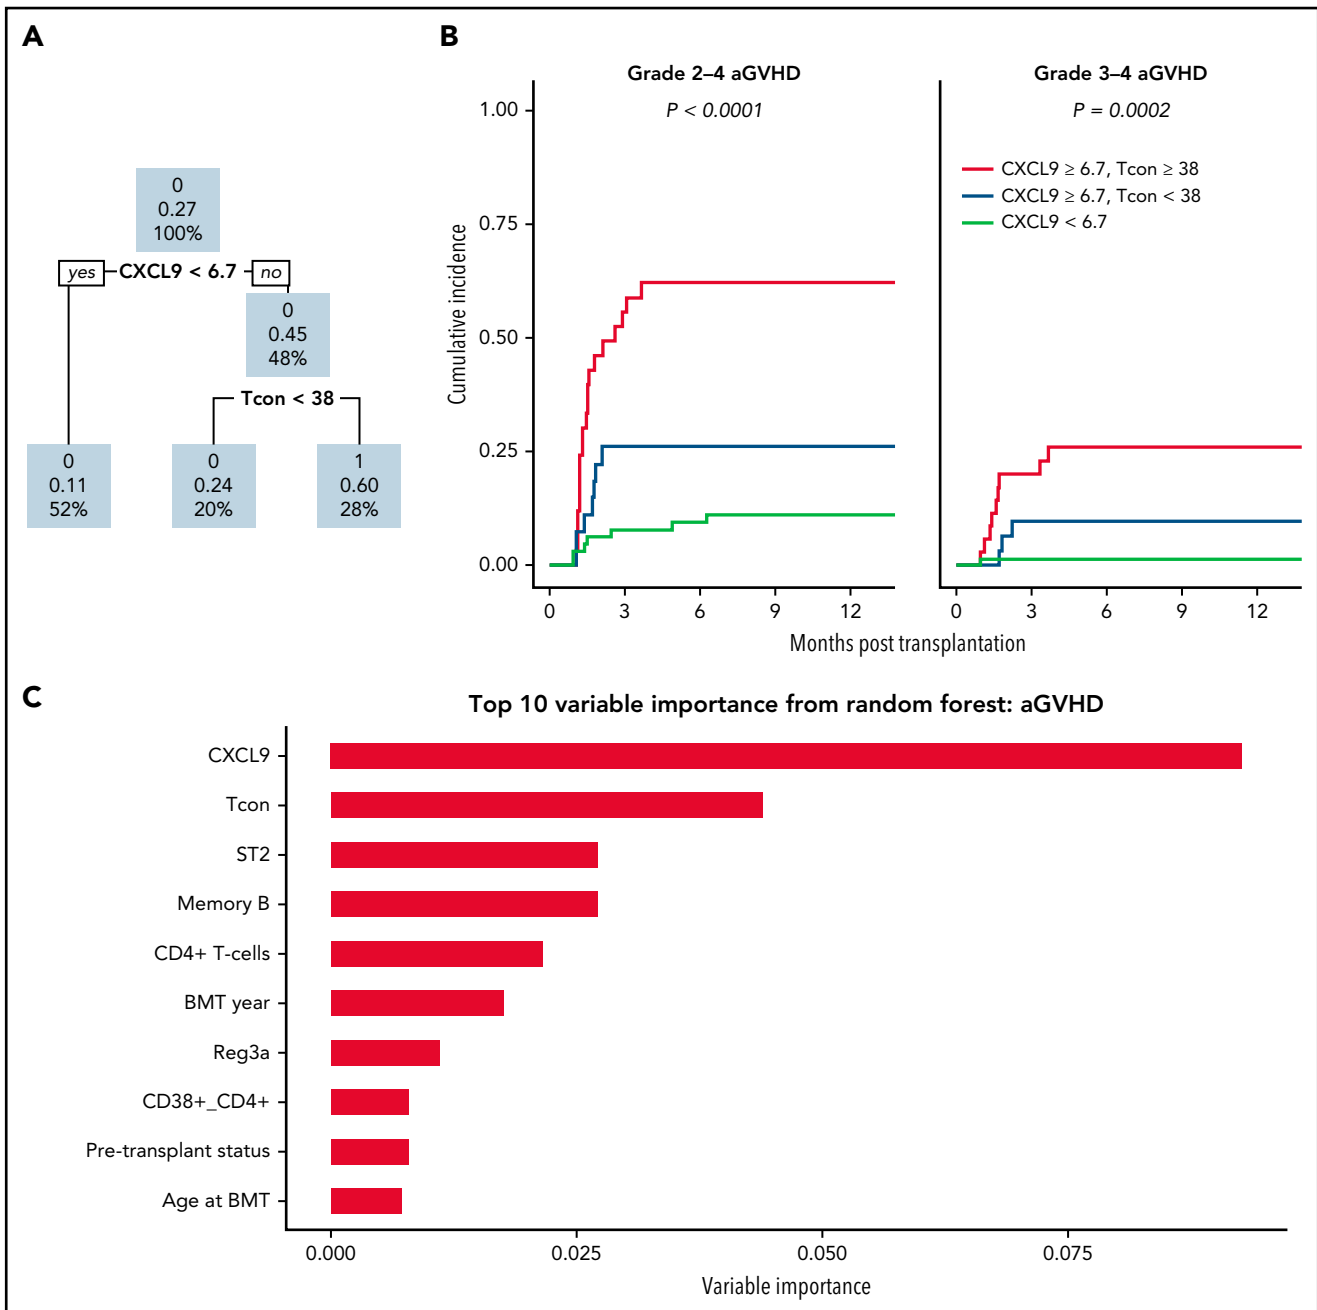 A
0
0.27
100%
yes
CXCL9 < 6.7
no
0
0.45
48%
Tcon < 38
0
0.11
52%
0
0.24
20%
1
0.60
28%
B
Grade 2–4 aGVHD
P < 0.0001
Grade 3–4 aGVHD
P = 0.0002
CXCL9 ≥ 6.7, Tcon ≥ 38
CXCL9 ≥ 6.7, Tcon < 38
CXCL9 < 6.7
Cumulative incidence
1.00
0.75
0.50
0.25
0.00
0 3 6 9 12
0 3 6 9 12
Months post transplantation
C
Top 10 variable importance from random forest: aGVHD
CXCL9
Tcon
ST2
Memory B
CD4+ T-cells
BMT year
Reg3a
CD38+_CD4+
Pre-transplant status
Age at BMT
0.000 0.025 0.050 0.075
Variable importance